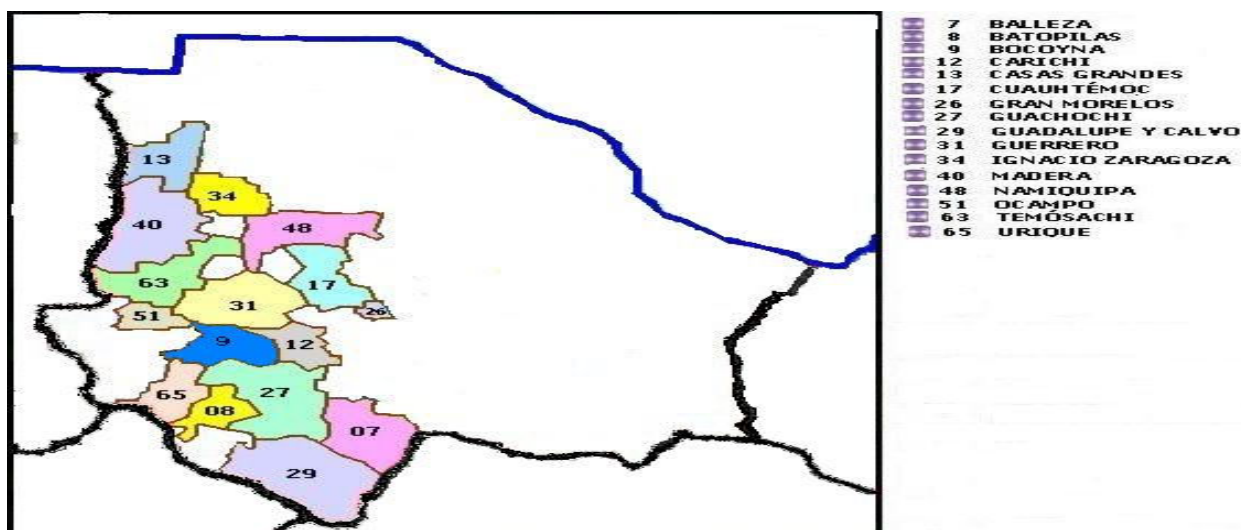 7 BALLEZA
8 BATOPILAS
9 BOCOYNA
12 CARICHI
13 CASAS GRANDES
17 CUAUHTÉMOC
26 GRAN MORELOS
27 GUACHOCHI
29 GUADALUPE Y CALVO
31 GUERRERO
34 IGNACIO ZARAGOZA
40 MADERA
48 NAMIQUIPA
51 OCAMPO
63 TEMÓSACHI
65 URIQUE
13
34
40
48
63
17
31
26
51
9
12
65
27
08
07
29